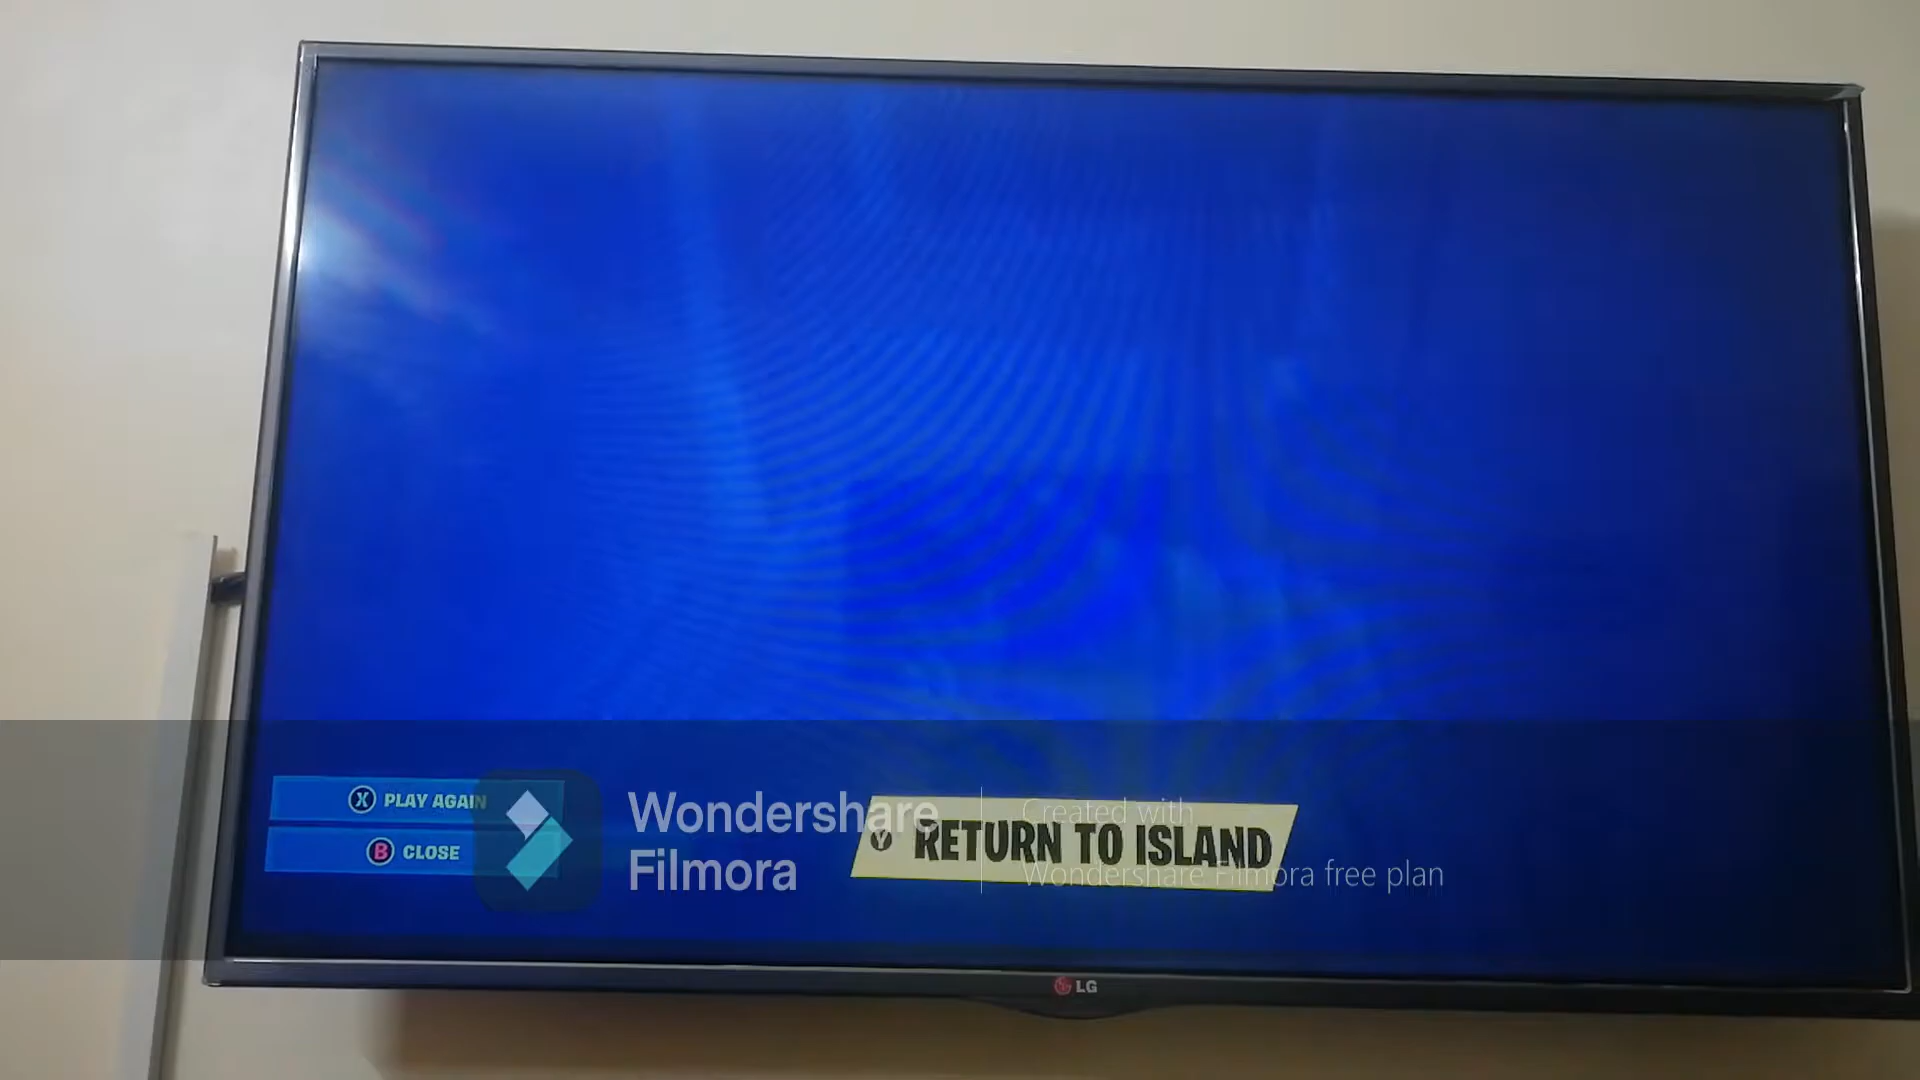 X PLAY AGAIN
B CLOSE
Wondershare
Filmora
Y RETURN TO ISLAND
Created with
Wondershare Filmora free plan
LG